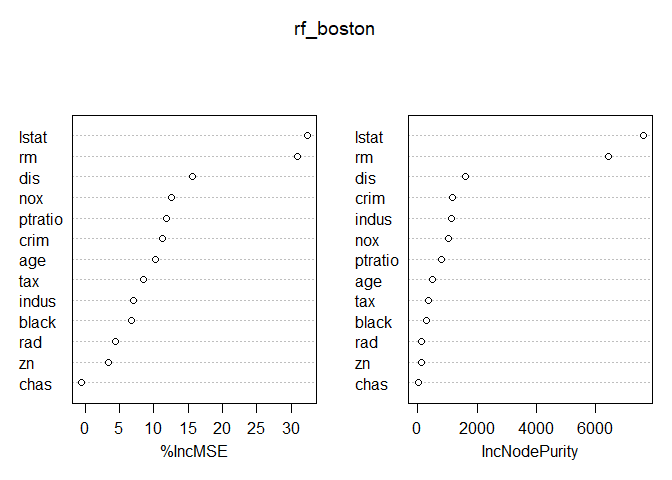 rf_boston
lstat
rm
dis
nox
ptratio
crim
age
tax
indus
black
rad
zn
chas
0 5 10 15 20 25 30
%IncMSE
lstat
rm
dis
crim
indus
nox
ptratio
age
tax
black
rad
zn
chas
0 2000 4000 6000
IncNodePurity